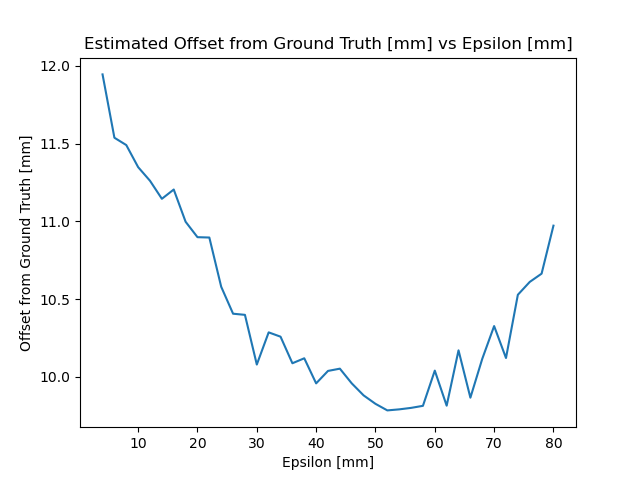 Estimated Offset from Ground Truth [mm] vs Epsilon [mm]
12.0
11.5
11.0
10.5
10.0
Offset from Ground Truth [mm]
10 20 30 40 50 60 70 80
Epsilon [mm]